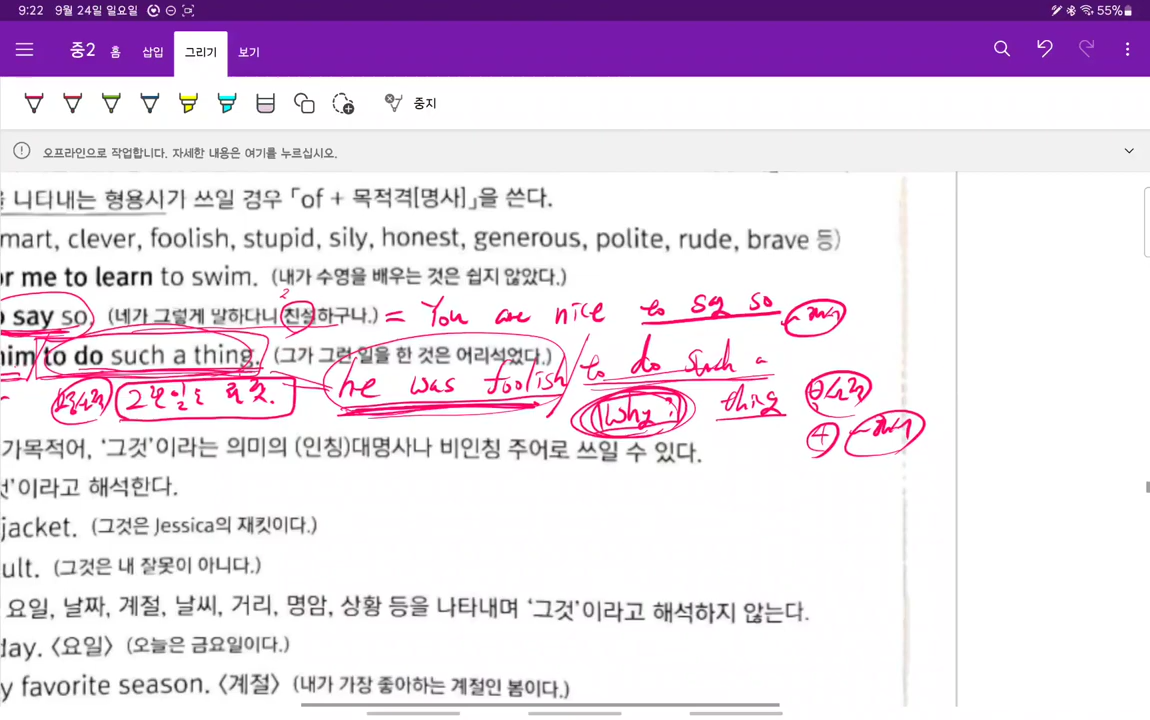 9:22 9월 24일 일요일 55%
중2 홈 삽입 그리기 보기
중지
오프라인으로 작업합니다. 자세한 내용은 여기를 누르십시오.
을 니타내는 형용시가 쓰일 경우 「of + 목적격[명사]」을 쓴다.
mart, clever, foolish, stupid, sily, honest, generous, polite, rude, brave 등)
or me to learn to swim. (내가 수영을 배우는 것은 쉽지 않았다.)
2
o say so. (네가 그렇게 말하다니 친절하구나.) = You are nice to say so ~해서
him to do such a thing. (그가 그런 일을 한 것은 어리석었다.)
he was foolish / to do such a
thing
(why?)
④ ~해서
가목적어, ‘그것’이라는 의미의 (인칭)대명사나 비인칭 주어로 쓰일 수 있다.
것’이라고 해석한다.
jacket. (그것은 Jessica의 재킷이다.)
ult. (그것은 내 잘못이 아니다.)
요일, 날짜, 계절, 날씨, 거리, 명암, 상황 등을 나타내며 ‘그것’이라고 해석하지 않는다.
day. 〈요일〉 (오늘은 금요일이다.)
y favorite season. 〈계절〉 (내가 가장 좋아하는 계절인 봄이다.)